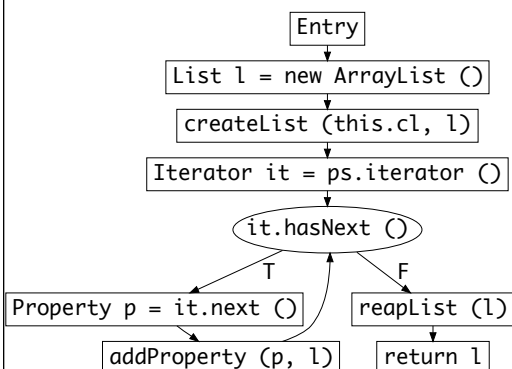 Entry
List l = new ArrayList ()
createList (this.cl, l)
Iterator it = ps.iterator ()
it.hasNext ()
T
F
Property p = it.next ()
reapList (l)
addProperty (p, l)
return l